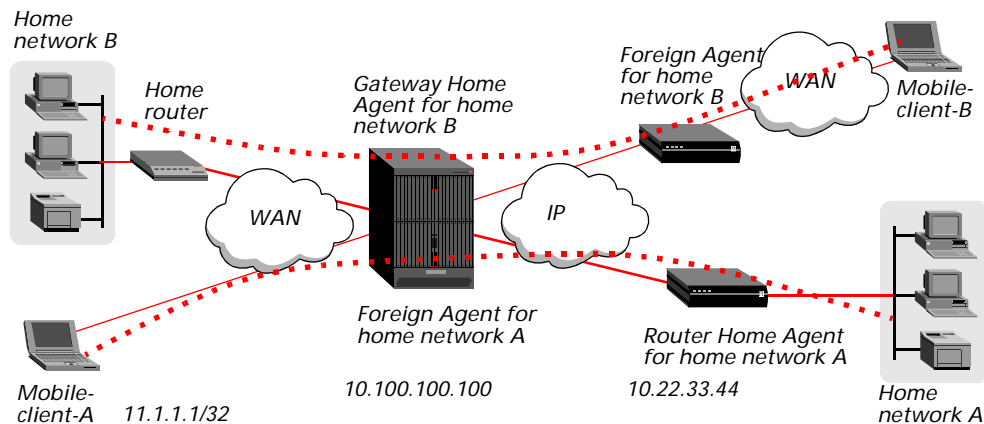 Home
network B
Home
router
Gateway Home
Agent for home
network B
Foreign Agent
for home
network B
WAN
Mobile-
client-B
WAN
IP
Foreign Agent for
home network A
Router Home Agent
for home network A
Mobile-
client-A
11.1.1.1/32
10.100.100.100
10.22.33.44
Home
network A